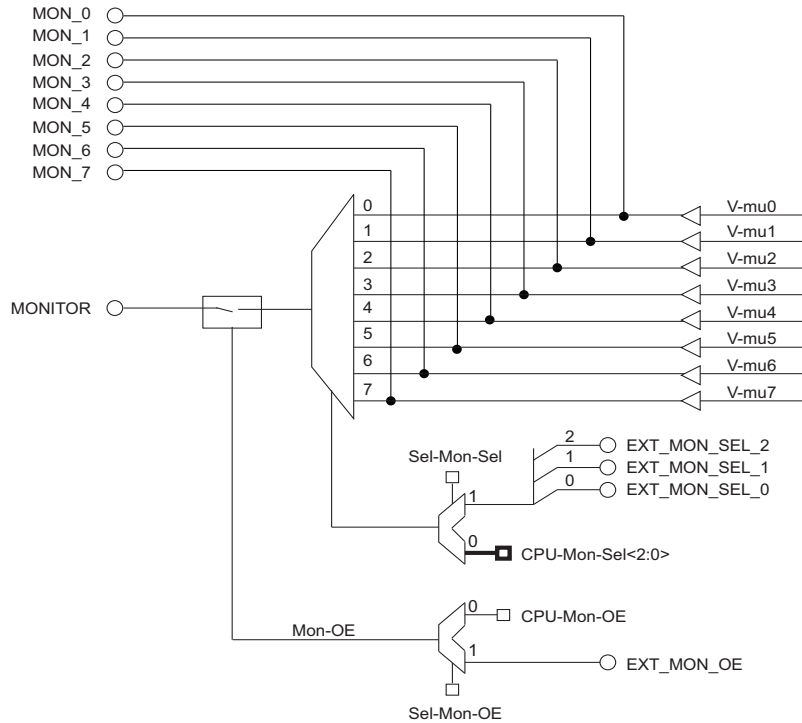 MON_0
MON_1
MON_2
MON_3
MON_4
MON_5
MON_6
MON_7
0 V-mu0
1 V-mu1
2 V-mu2
3 V-mu3
MONITOR
4 V-mu4
5 V-mu5
6 V-mu6
7 V-mu7
2 EXT_MON_SEL_2
Sel-Mon-Sel
1 EXT_MON_SEL_1
0 EXT_MON_SEL_0
1
0 CPU-Mon-Sel<2:0>
0 CPU-Mon-OE
Mon-OE
1 EXT_MON_OE
Sel-Mon-OE